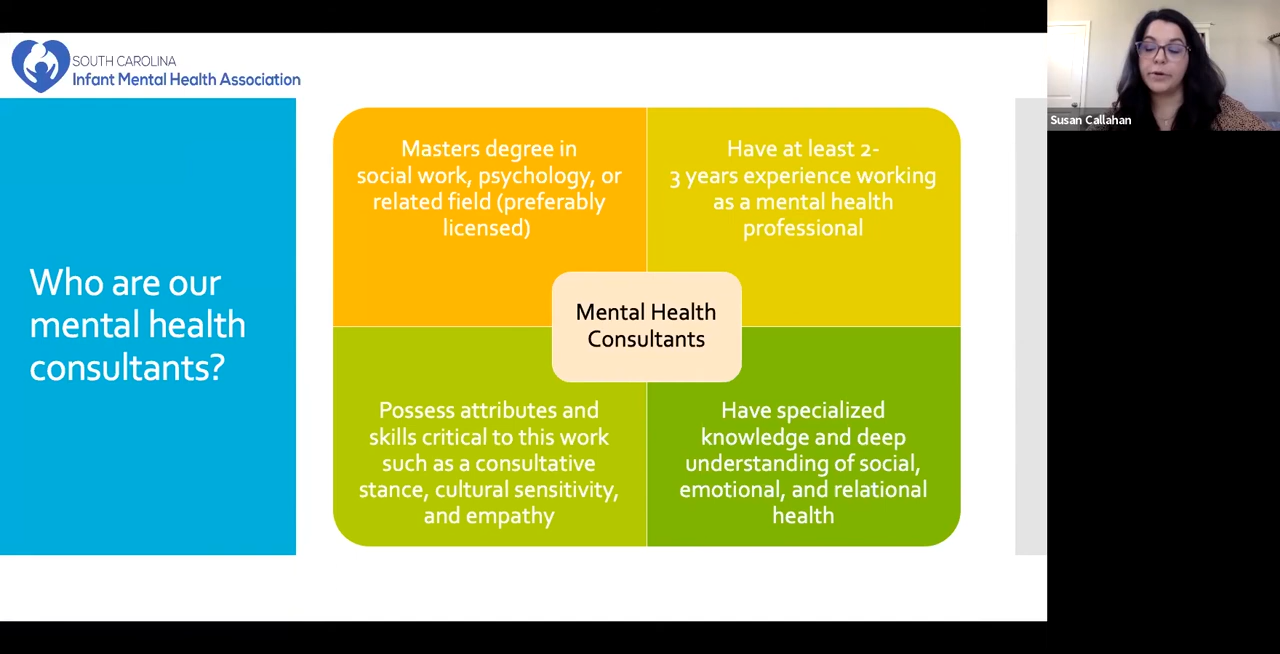 SOUTH CAROLINA
Infant Mental Health Association
Susan Callahan
Who are our
mental health
consultants?
Masters degree in
social work, psychology, or
related field (preferably
licensed)
Have at least 2-
3 years experience working
as a mental health
professional
Mental Health
Consultants
Possess attributes and
skills critical to this work
such as a consultative
stance, cultural sensitivity,
and empathy
Have specialized
knowledge and deep
understanding of social,
emotional, and relational
health